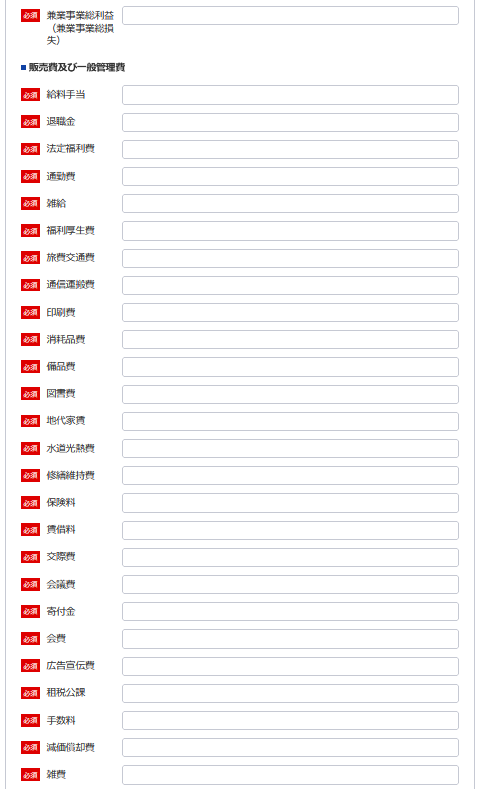 必須 兼業事業総利益
（兼業事業総損
失）
販売費及び一般管理費
必須 給料手当
必須 退職金
必須 法定福利費
必須 通勤費
必須 雑給
必須 福利厚生費
必須 旅費交通費
必須 通信運搬費
必須 印刷費
必須 消耗品費
必須 備品費
必須 図書費
必須 地代家賃
必須 水道光熱費
必須 修繕維持費
必須 保険料
必須 賃借料
必須 交際費
必須 会議費
必須 寄付金
必須 会費
必須 広告宣伝費
必須 租税公課
必須 手数料
必須 減価償却費
必須 雑費